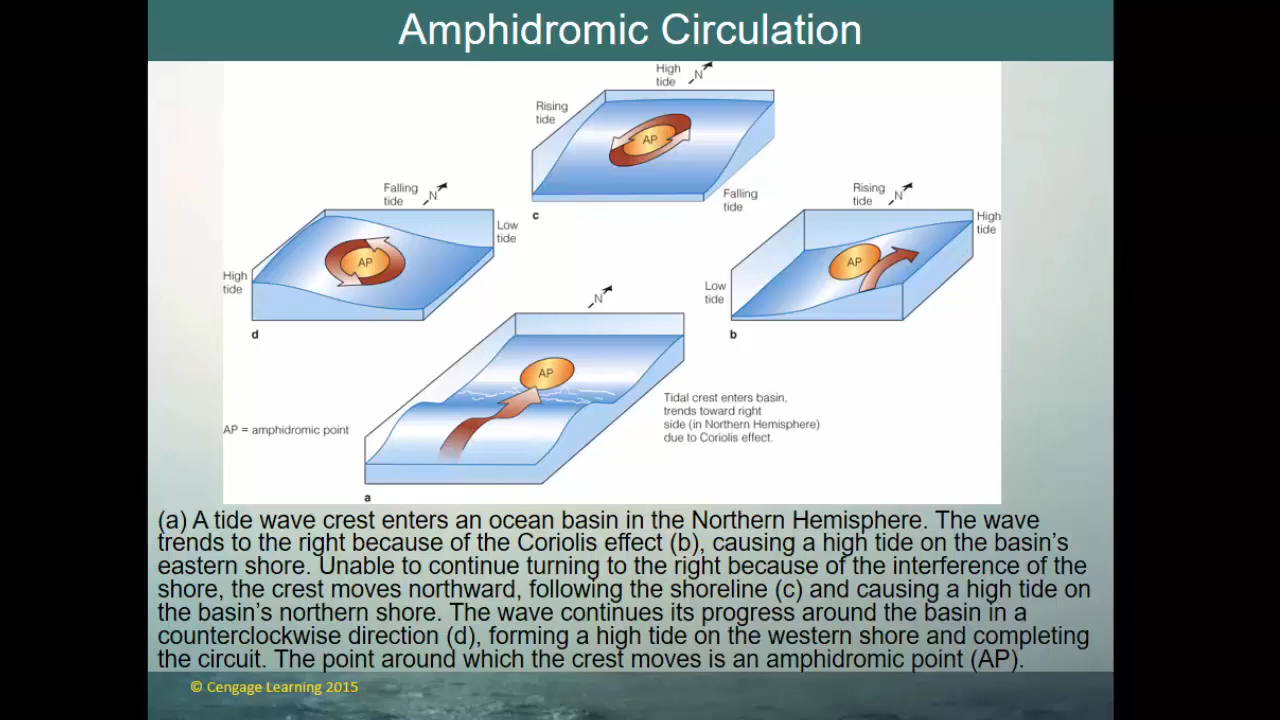 Amphidromic Circulation
High
tide
N
Rising
tide
AP
Falling
tide
c
Falling
tide
N
Low
tide
AP
High
tide
d
Rising
tide
N
High
tide
AP
Low
tide
b
N
AP
Tidal crest enters basin,
trends toward right
side (in Northern Hemisphere)
due to Coriolis effect.
AP = amphidromic point
a
(a) A tide wave crest enters an ocean basin in the Northern Hemisphere. The wave
trends to the right because of the Coriolis effect (b), causing a high tide on the basin’s
eastern shore. Unable to continue turning to the right because of the interference of the
shore, the crest moves northward, following the shoreline (c) and causing a high tide on
the basin’s northern shore. The wave continues its progress around the basin in a
counterclockwise direction (d), forming a high tide on the western shore and completing
the circuit. The point around which the crest moves is an amphidromic point (AP).
© Cengage Learning 2015